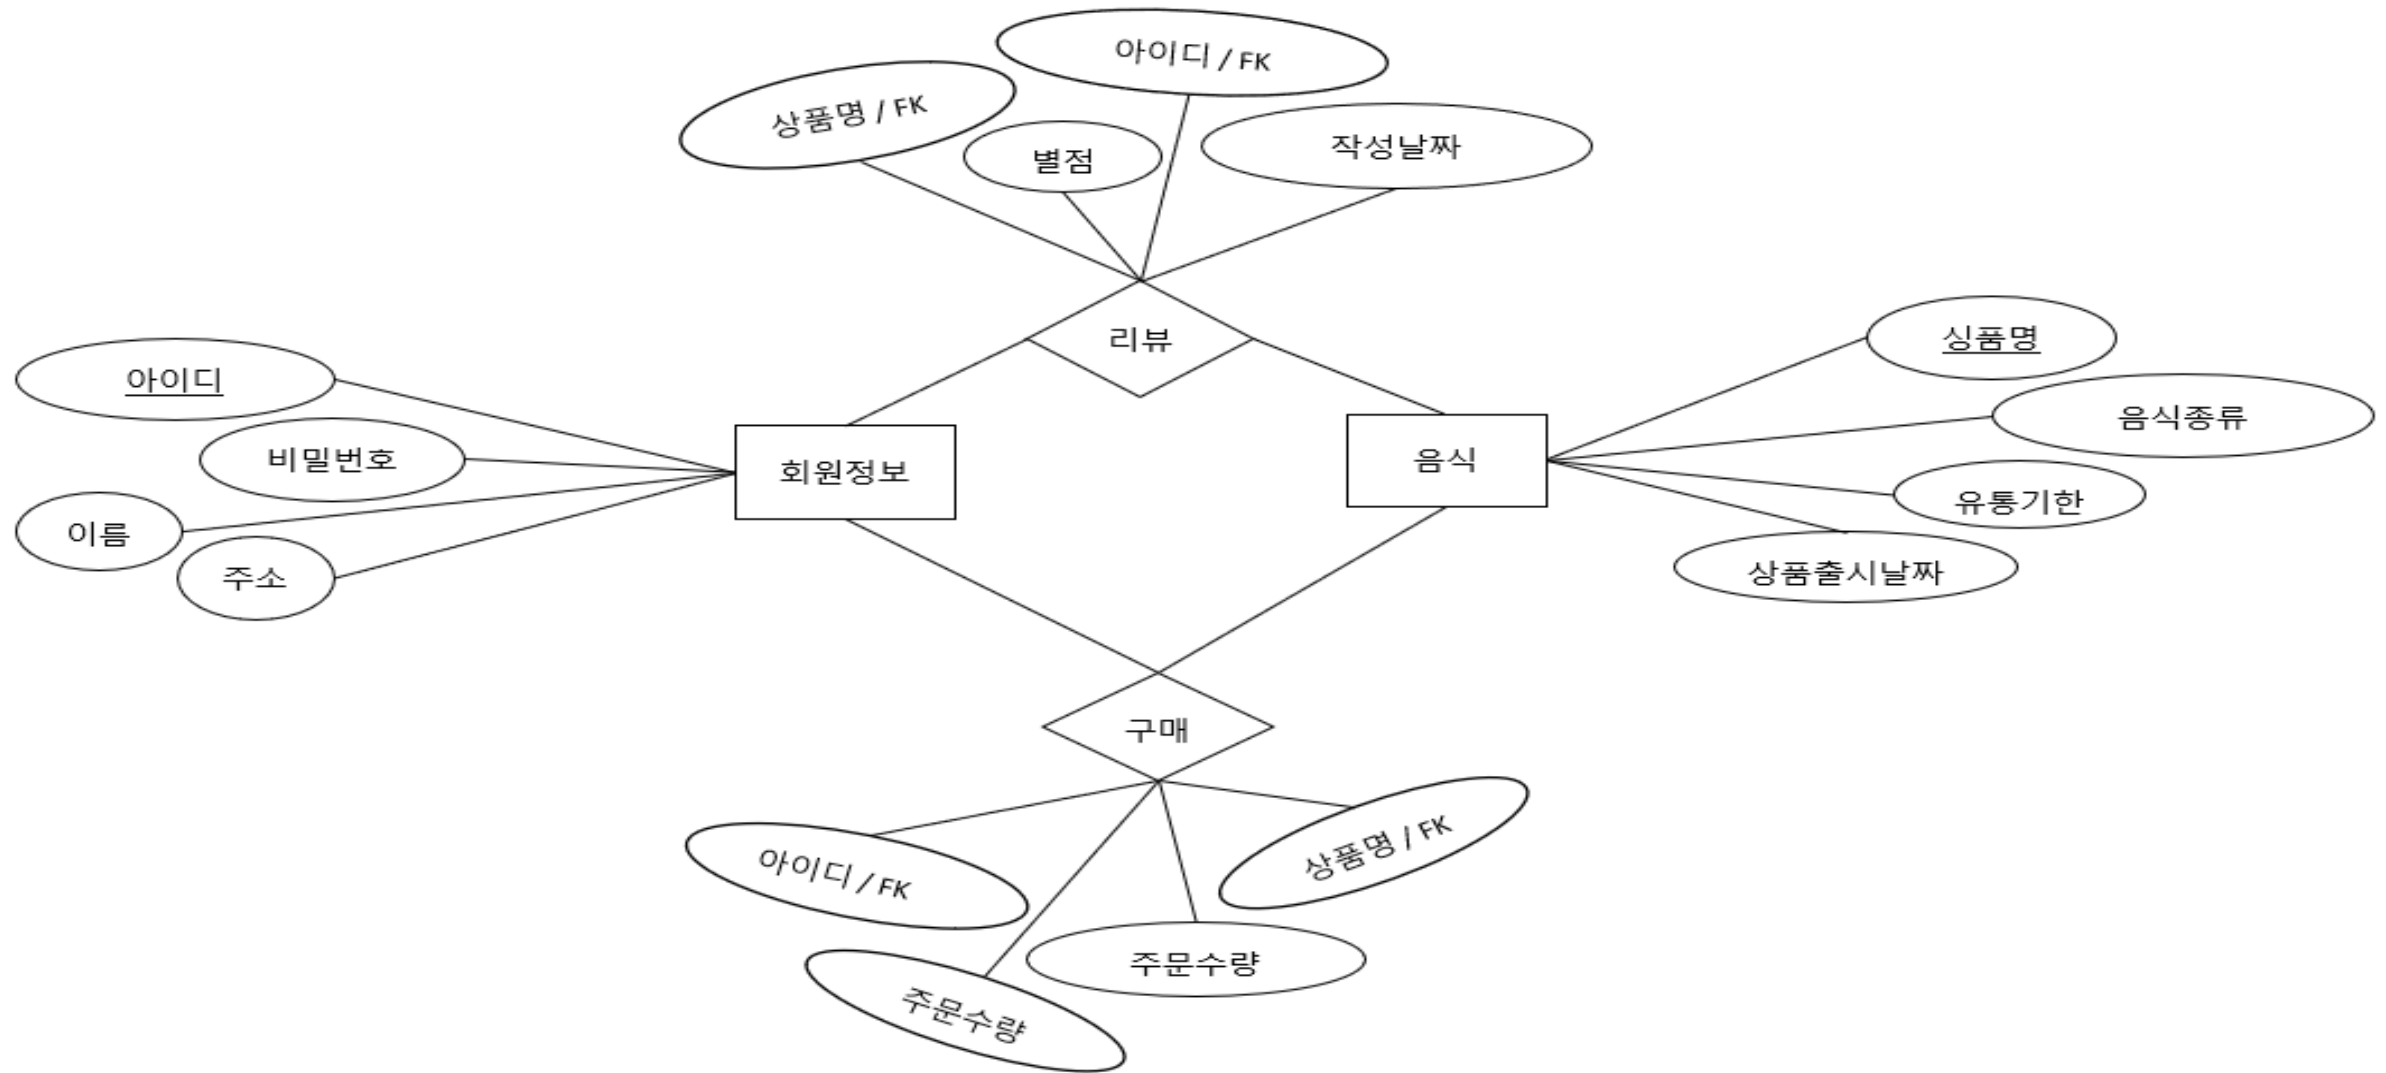 아이디 / FK
상품명 / FK
별점
작성날짜
리뷰
아이디
비밀번호
이름
주소
회원정보
음식
싱품명
음식종류
유통기한
상품출시날짜
구매
아이디 / FK
상품명 / FK
주문수량
주문수량